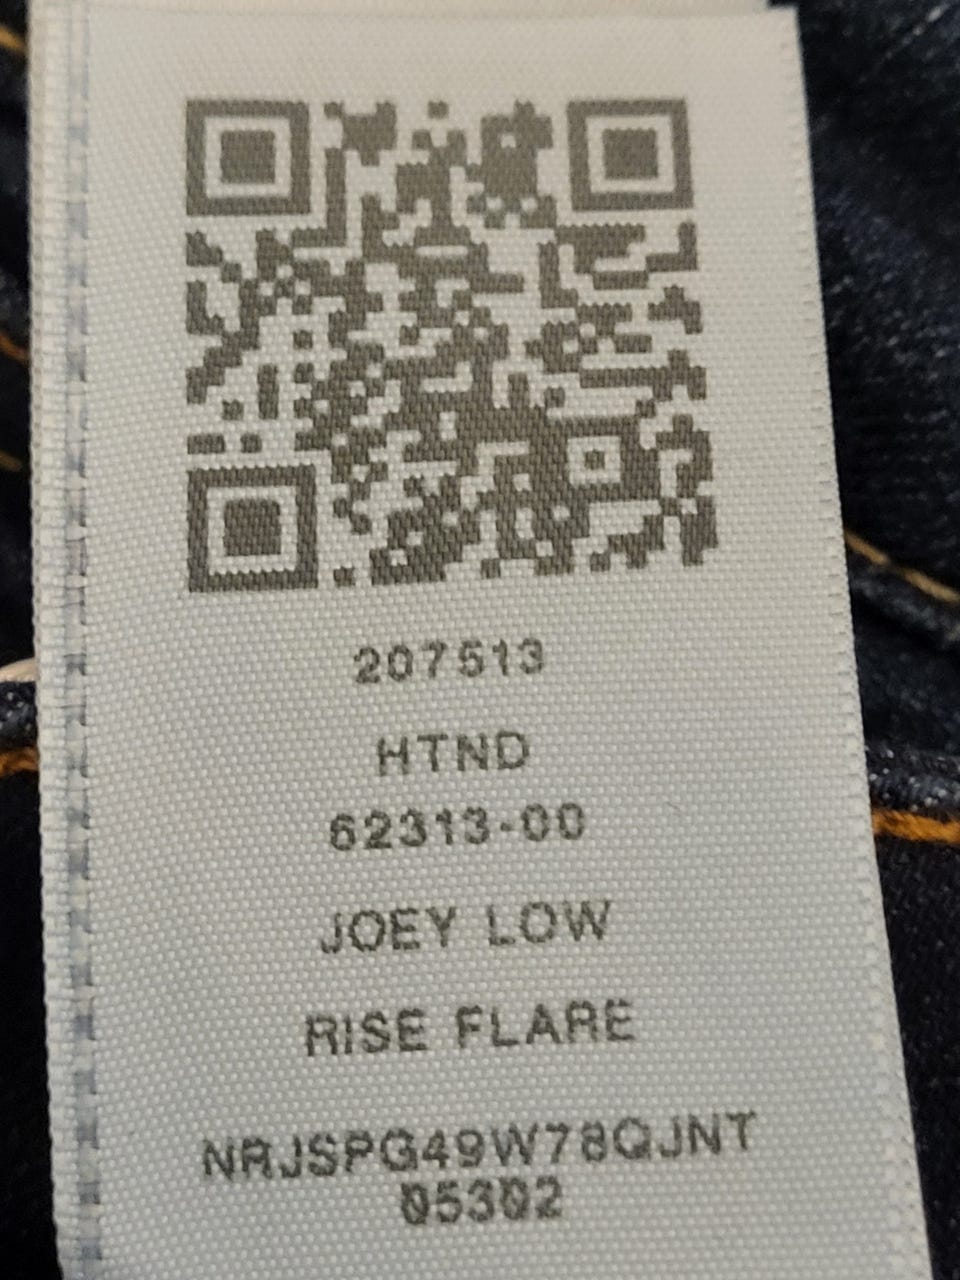 207513
HTND
62313-00
JOEY LOW
RISE FLARE
NRJSPG49W78QJNT
05302